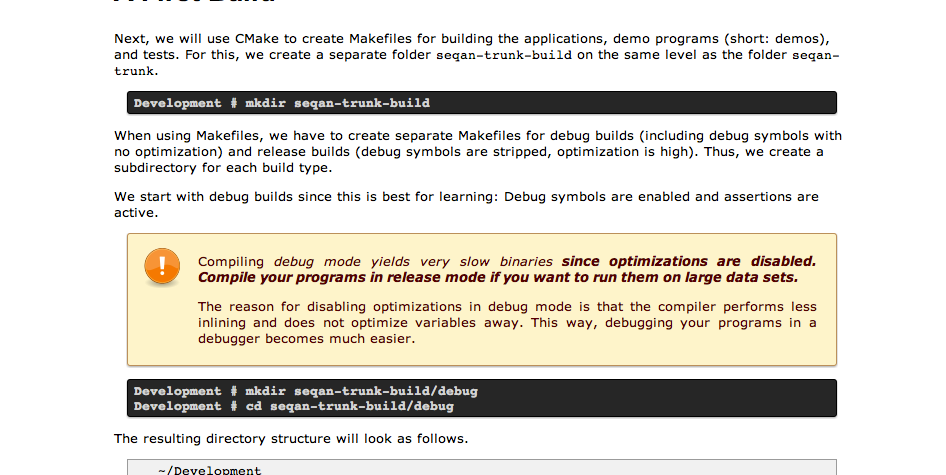 A First Build
Next, we will use CMake to create Makefiles for building the applications, demo programs (short: demos),
and tests. For this, we create a separate folder seqan-trunk-build on the same level as the folder seqan-
trunk.
Development # mkdir seqan-trunk-build
When using Makefiles, we have to create separate Makefiles for debug builds (including debug symbols with
no optimization) and release builds (debug symbols are stripped, optimization is high). Thus, we create a
subdirectory for each build type.
We start with debug builds since this is best for learning: Debug symbols are enabled and assertions are
active.
Compiling debug mode yields very slow binaries since optimizations are disabled.
Compile your programs in release mode if you want to run them on large data sets.
The reason for disabling optimizations in debug mode is that the compiler performs less
inlining and does not optimize variables away. This way, debugging your programs in a
debugger becomes much easier.
Development # mkdir seqan-trunk-build/debug
Development # cd seqan-trunk-build/debug
The resulting directory structure will look as follows.
~/Development